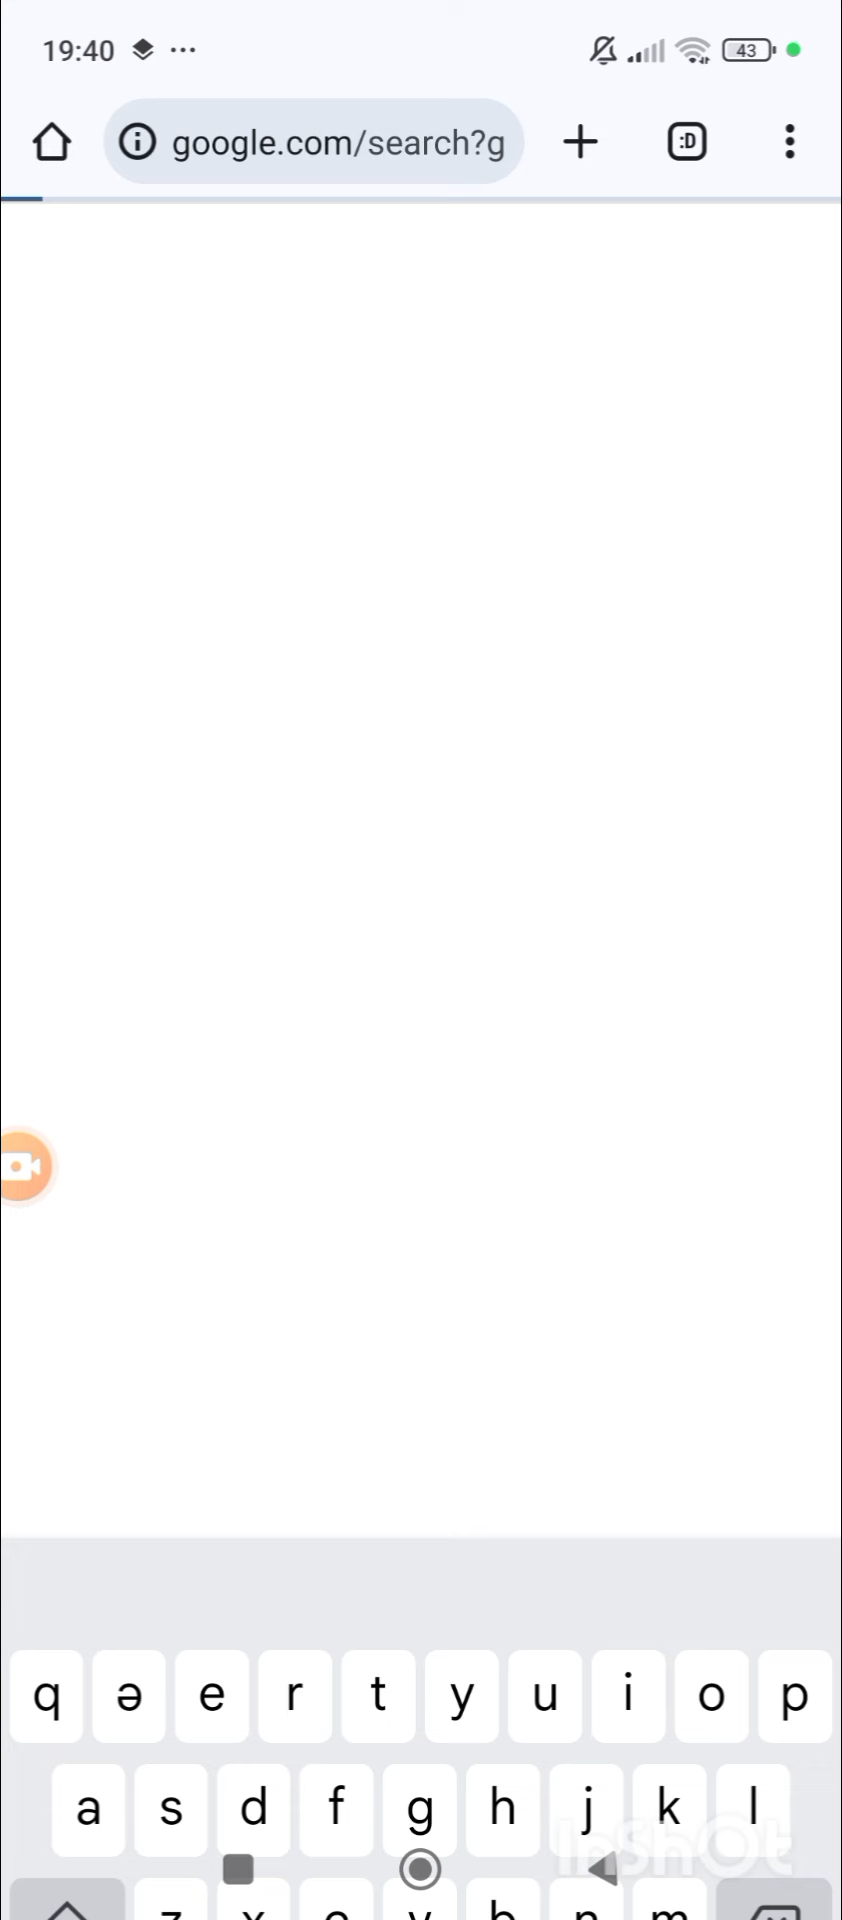 19:40 43
google.com/search?g
:D
q ə e r t y u i o p
a s d f g h j k l
z x c v b n m
InShOt